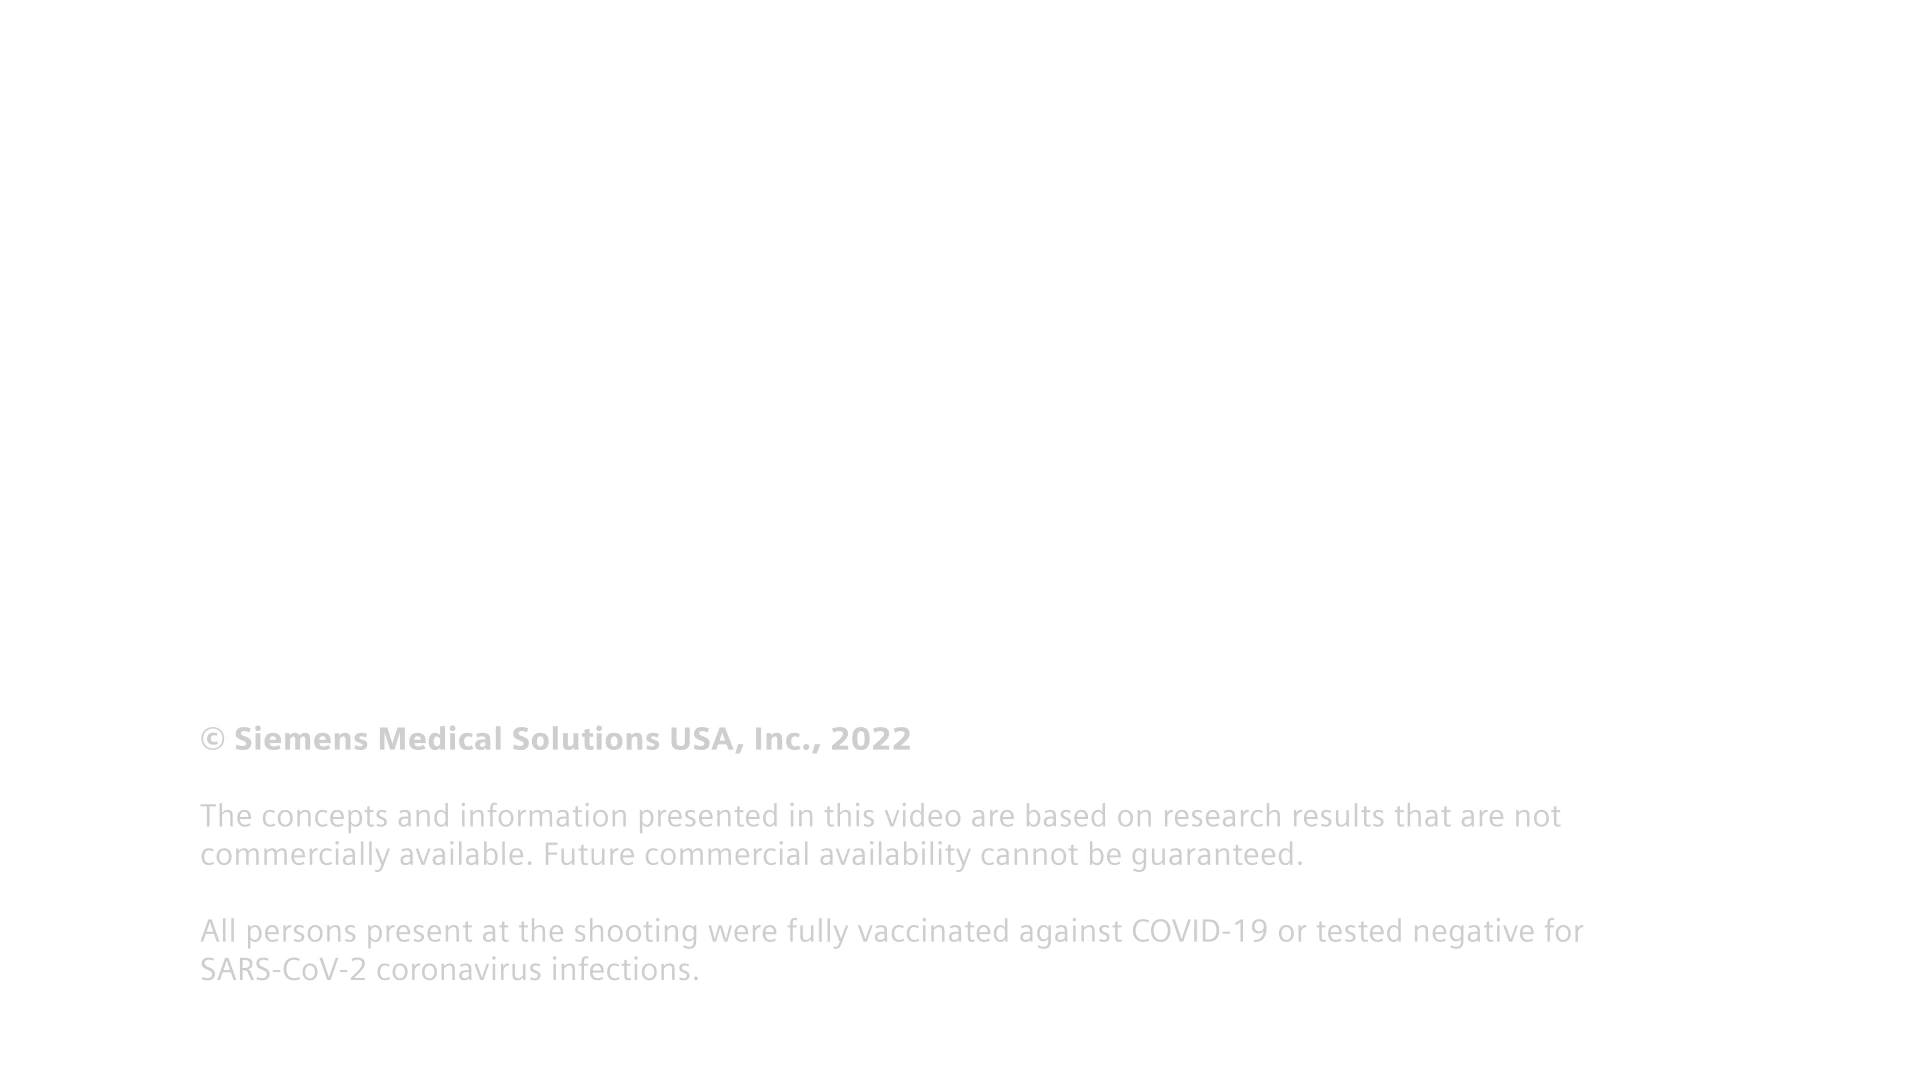 © Siemens Medical Solutions USA, Inc., 2022
The concepts and information presented in this video are based on research results that are not
commercially available. Future commercial availability cannot be guaranteed.
All persons present at the shooting were fully vaccinated against COVID-19 or tested negative for
SARS-CoV-2 coronavirus infections.